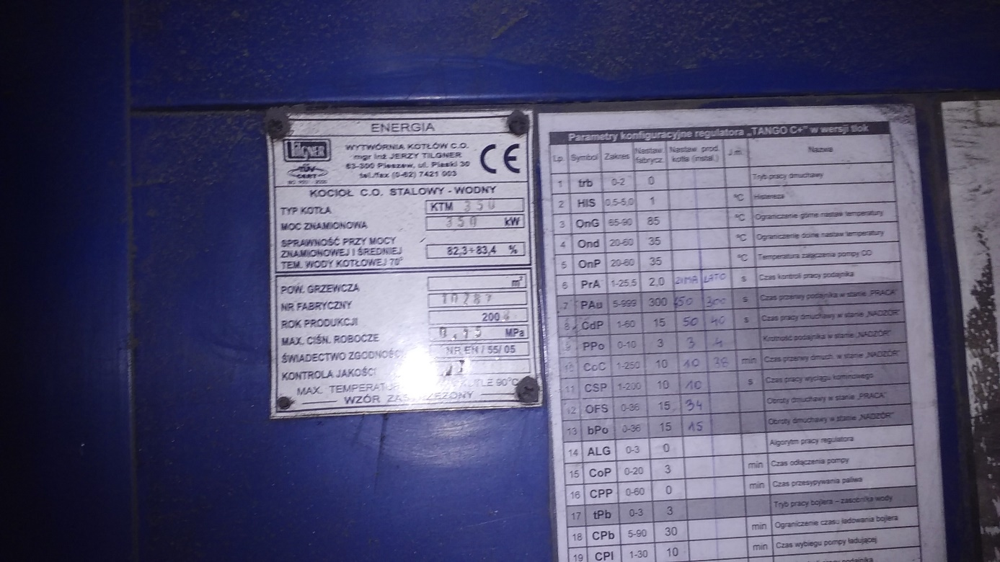 ENERGIA
TILGNER
TÜV
CERT
WYTWÓRNIA KOTŁÓW C.O.
mgr inż JERZY TILGNER
63-300 Pleszew, ul. Piaski 30
tel./fax (0-62) 7421 003
CE
KOCIOŁ C.O. STALOWY - WODNY
TYP KOTŁA KTM 350
MOC ZNAMIONOWA 350 kW
SPRAWNOŚĆ PRZY MOCY
ZNAMIONOWEJ I ŚREDNIEJ 82,3÷83,4 %
TEM. WODY KOTŁOWEJ 70°
POW. GRZEWCZA m²
NR FABRYCZNY
ROK PRODUKCJI 200
MAX. CIŚN. ROBOCZE 0,15 MPa
ŚWIADECTWO ZGODNOŚCI NR EN / 55/ 05
KONTROLA JAKOŚCI
MAX. 90°C
WZÓR
Parametry konfiguracyjne regulatora „TANGO C+" w wersji tłok
Lp. Symbol Zakres Nastaw. fabrycz. Nastaw. prod. kotła (instal.) J.m. Nazwa
1 trb 0-2 0 Tryb pracy dmuchawy
2 HIS 0,5-5,0 1 °C Histereza
3 OnG 65-90 85 °C Ograniczenie górne nastaw temperatury
4 Ond 20-60 35 °C Ograniczenie dolne nastaw temperatury
5 OnP 20-60 35 °C Temperatura załączenia pompy CO
6 PrA 1-25,5 2,0 ZIMA LATO s Czas kontroli pracy podajnika
7 PAu 5-999 300 300 s Czas przerwy podajnika w stanie „PRACA"
8 CdP 1-60 15 50 40 s Czas pracy dmuchawy w stanie „NADZÓR"
9 PPo 0-10 3 3 4 Krotność podajnika w stanie „NADZÓR"
10 CoC 1-250 10 10 38 min Czas przerwy dmuch. w stanie „NADZÓR"
11 CSP 1-200 10 10 s Czas pracy wyciągu kominowego
12 OFS 0-36 15 34 Obroty dmuchawy w stanie „PRACA"
13 bPo 0-36 15 15 Obroty dmuchawy w stanie „NADZÓR"
14 ALG 0-3 0 Algorytm pracy regulatora
15 CoP 0-20 3 min Czas odłączenia pompy
16 CPP 0-60 0 min Czas przesypywania paliwa
17 tPb 0-3 3 Tryb pracy bojlera – zasobnika wody
18 CPb 5-90 30 min Ograniczenie czasu ładowania bojlera
19 CPI 1-30 10 min Czas wybiegu pompy ładującej